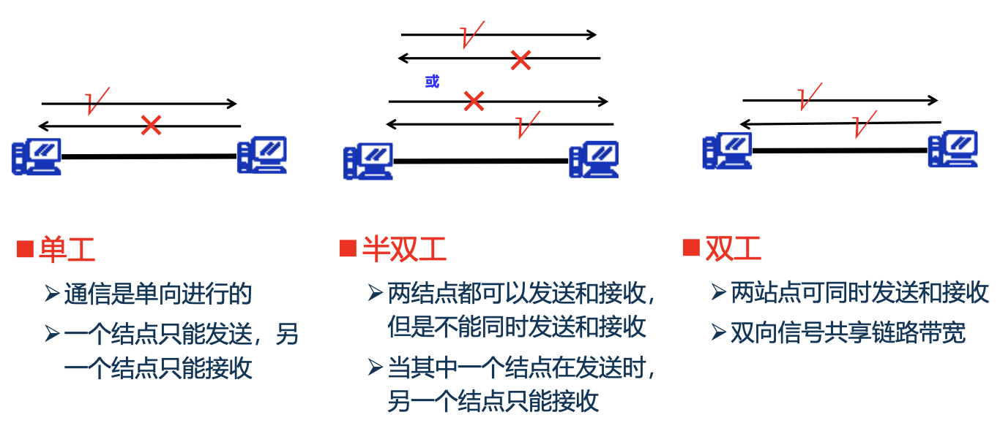 或
单工
通信是单向进行的
一个结点只能发送，另
一个结点只能接收
半双工
两结点都可以发送和接收，
但是不能同时发送和接收
当其中一个结点在发送时，
另一个结点只能接收
双工
两站点可同时发送和接收
双向信号共享链路带宽